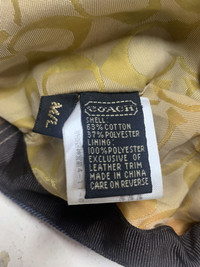 M/L
COACH
SHELL:
63% COTTON
37% POLYESTER
LINING:
100% POLYESTER
EXCLUSIVE OF
LEATHER TRIM
MADE IN CHINA
CARE ON REVERSE